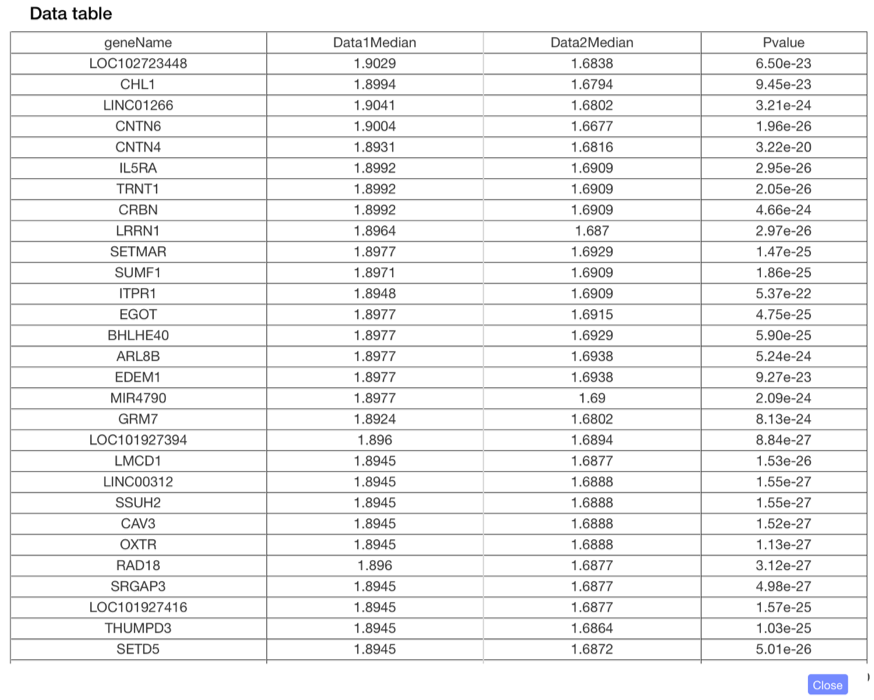 Data table
geneName Data1Median Data2Median Pvalue
LOC102723448 1.9029 1.6838 6.50e-23
CHL1 1.8994 1.6794 9.45e-23
LINC01266 1.9041 1.6802 3.21e-24
CNTN6 1.9004 1.6677 1.96e-26
CNTN4 1.8931 1.6816 3.22e-20
IL5RA 1.8992 1.6909 2.95e-26
TRNT1 1.8992 1.6909 2.05e-26
CRBN 1.8992 1.6909 4.66e-24
LRRN1 1.8964 1.687 2.97e-26
SETMAR 1.8977 1.6929 1.47e-25
SUMF1 1.8971 1.6909 1.86e-25
ITPR1 1.8948 1.6909 5.37e-22
EGOT 1.8977 1.6915 4.75e-25
BHLHE40 1.8977 1.6929 5.90e-25
ARL8B 1.8977 1.6938 5.24e-24
EDEM1 1.8977 1.6938 9.27e-23
MIR4790 1.8977 1.69 2.09e-24
GRM7 1.8924 1.6802 8.13e-24
LOC101927394 1.896 1.6894 8.84e-27
LMCD1 1.8945 1.6877 1.53e-26
LINC00312 1.8945 1.6888 1.55e-27
SSUH2 1.8945 1.6888 1.55e-27
CAV3 1.8945 1.6888 1.52e-27
OXTR 1.8945 1.6888 1.13e-27
RAD18 1.896 1.6877 3.12e-27
SRGAP3 1.8945 1.6877 4.98e-27
LOC101927416 1.8945 1.6877 1.57e-25
THUMPD3 1.8945 1.6864 1.03e-25
SETD5 1.8945 1.6872 5.01e-26
Close